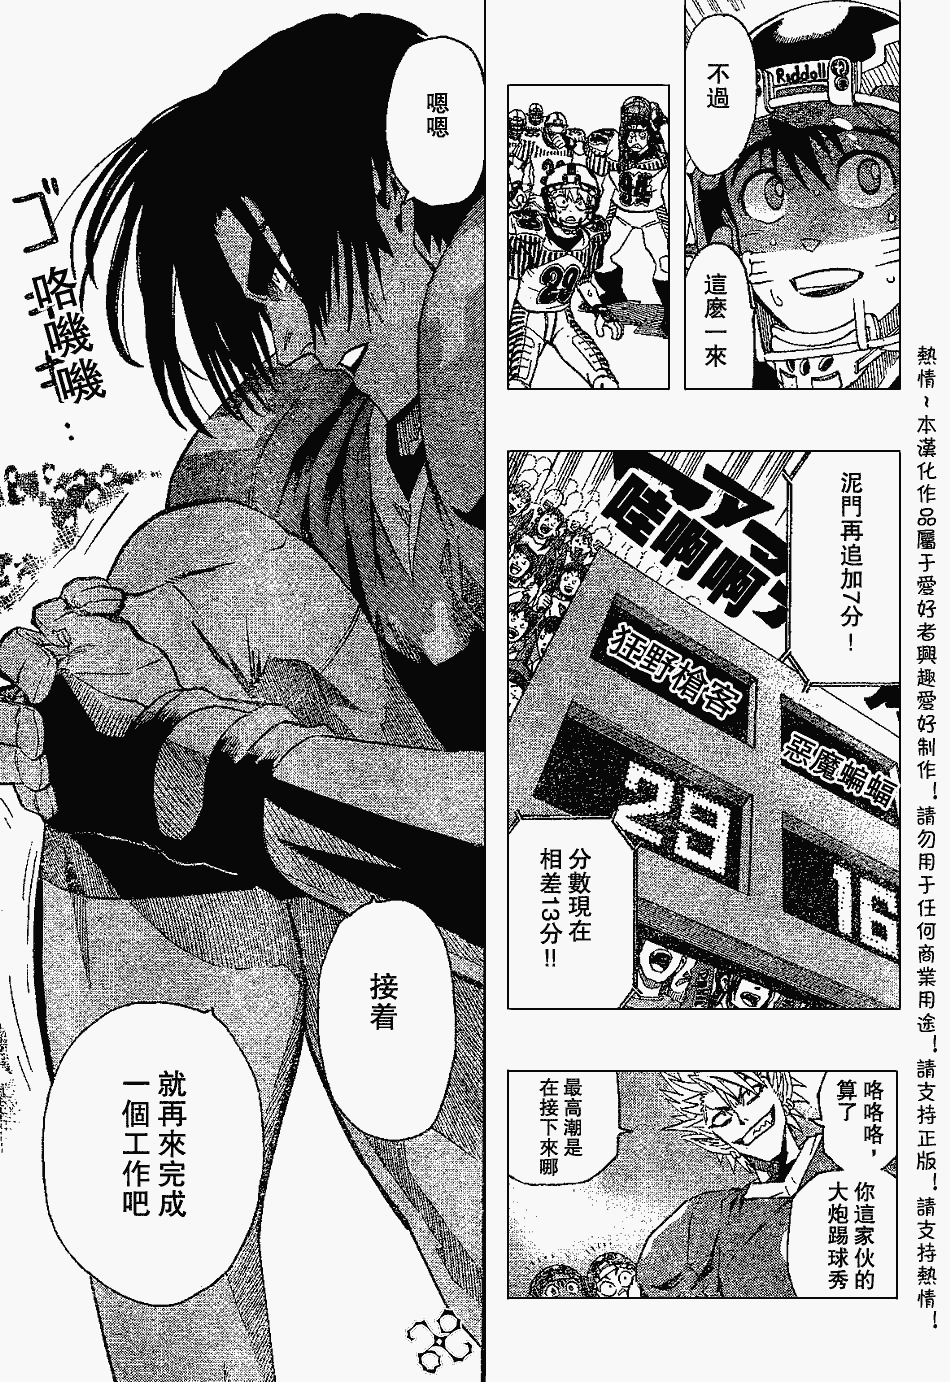 不過
Riddell
這麼一來
94
29
泥門再追加7分！
哇啊啊
狂野槍客
惡魔蝙蝠
29
16
分數現在
相差13分!!
咯咯咯，
算了
你這家伙的
大炮踢球秀
最高潮是
在接下來哪
嗯嗯
ゴ
咯嘰嘰
接着
就再來完成
一個工作吧
熱情～本漢化作品屬于愛好者興趣愛好制作！請勿用于任何商業用途！請支持正版！請支持熱情！